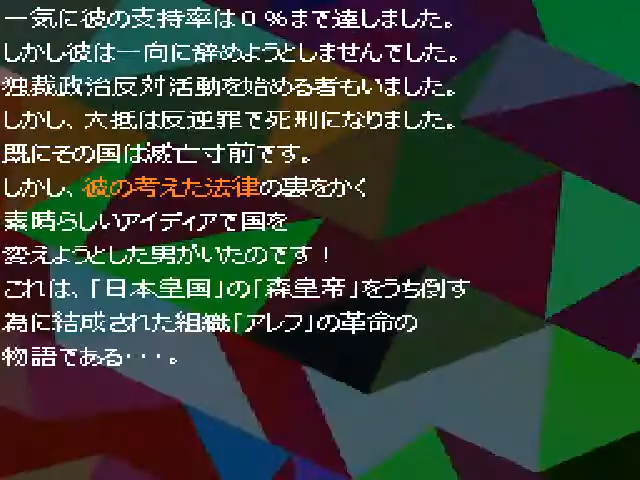 一気に彼の支持率は０％まで達しました。
しかし彼は一向に辞めようとしませんでした。
独裁政治反対活動を始める者もいました。
しかし、大抵は反逆罪で死刑になりました。
既にその国は滅亡寸前です。
しかし、彼の考えた法律の裏をかく
素晴らしいアイディアで国を
変えようとした男がいたのです！
これは、「日本皇国」の「森皇帝」をうち倒す
為に結成された組織「アレフ」の革命の
物語である・・・。